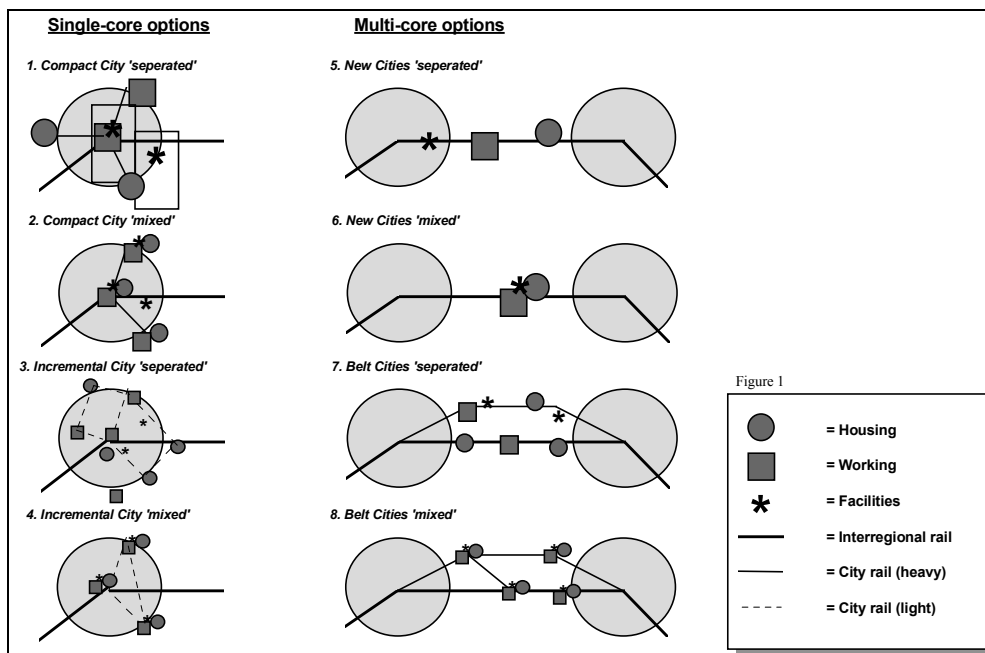 Single-core options
Multi-core options
1. Compact City 'seperated'
5. New Cities 'seperated'
2. Compact City 'mixed'
6. New Cities 'mixed'
3. Incremental City 'seperated'
7. Belt Cities 'seperated'
4. Incremental City 'mixed'
8. Belt Cities 'mixed'
Figure 1
= Housing
= Working
= Facilities
= Interregional rail
= City rail (heavy)
= City rail (light)